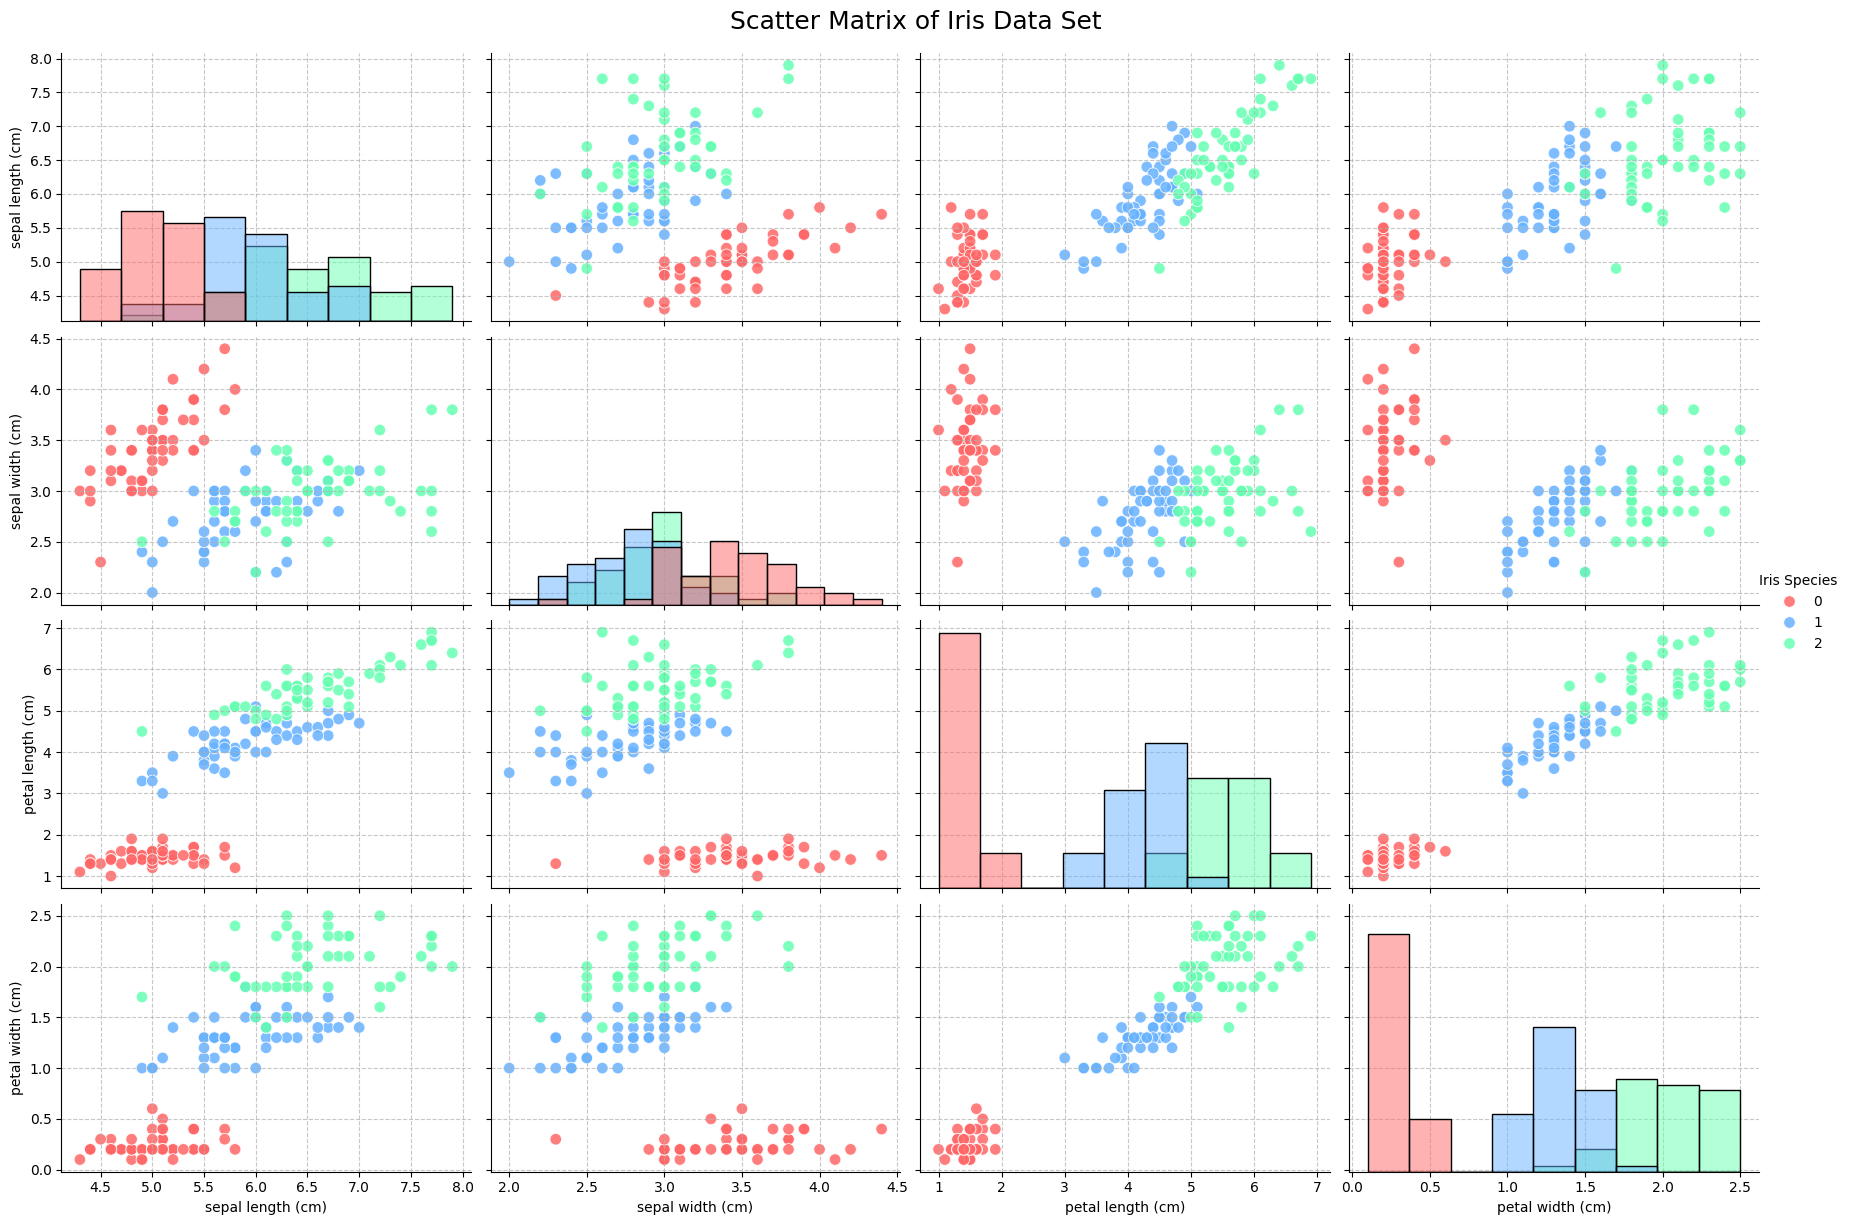 Scatter Matrix of Iris Data Set
8.0
7.5
7.0
6.5
6.0
5.5
5.0
4.5
sepal length (cm)
4.5
4.0
3.5
3.0
2.5
2.0
sepal width (cm)
Iris Species
0
1
2
7
6
5
4
3
2
1
petal length (cm)
2.5
2.0
1.5
1.0
0.5
0.0
petal width (cm)
4.5 5.0 5.5 6.0 6.5 7.0 7.5 8.0
sepal length (cm)
2.0 2.5 3.0 3.5 4.0 4.5
sepal width (cm)
1 2 3 4 5 6 7
petal length (cm)
0.0 0.5 1.0 1.5 2.0 2.5
petal width (cm)